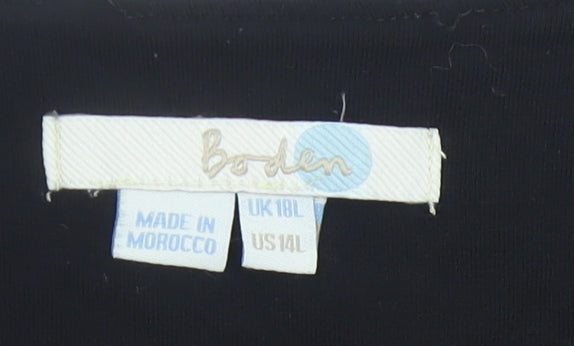 Boden
MADE IN
MOROCCO
UK 18L
US 14L